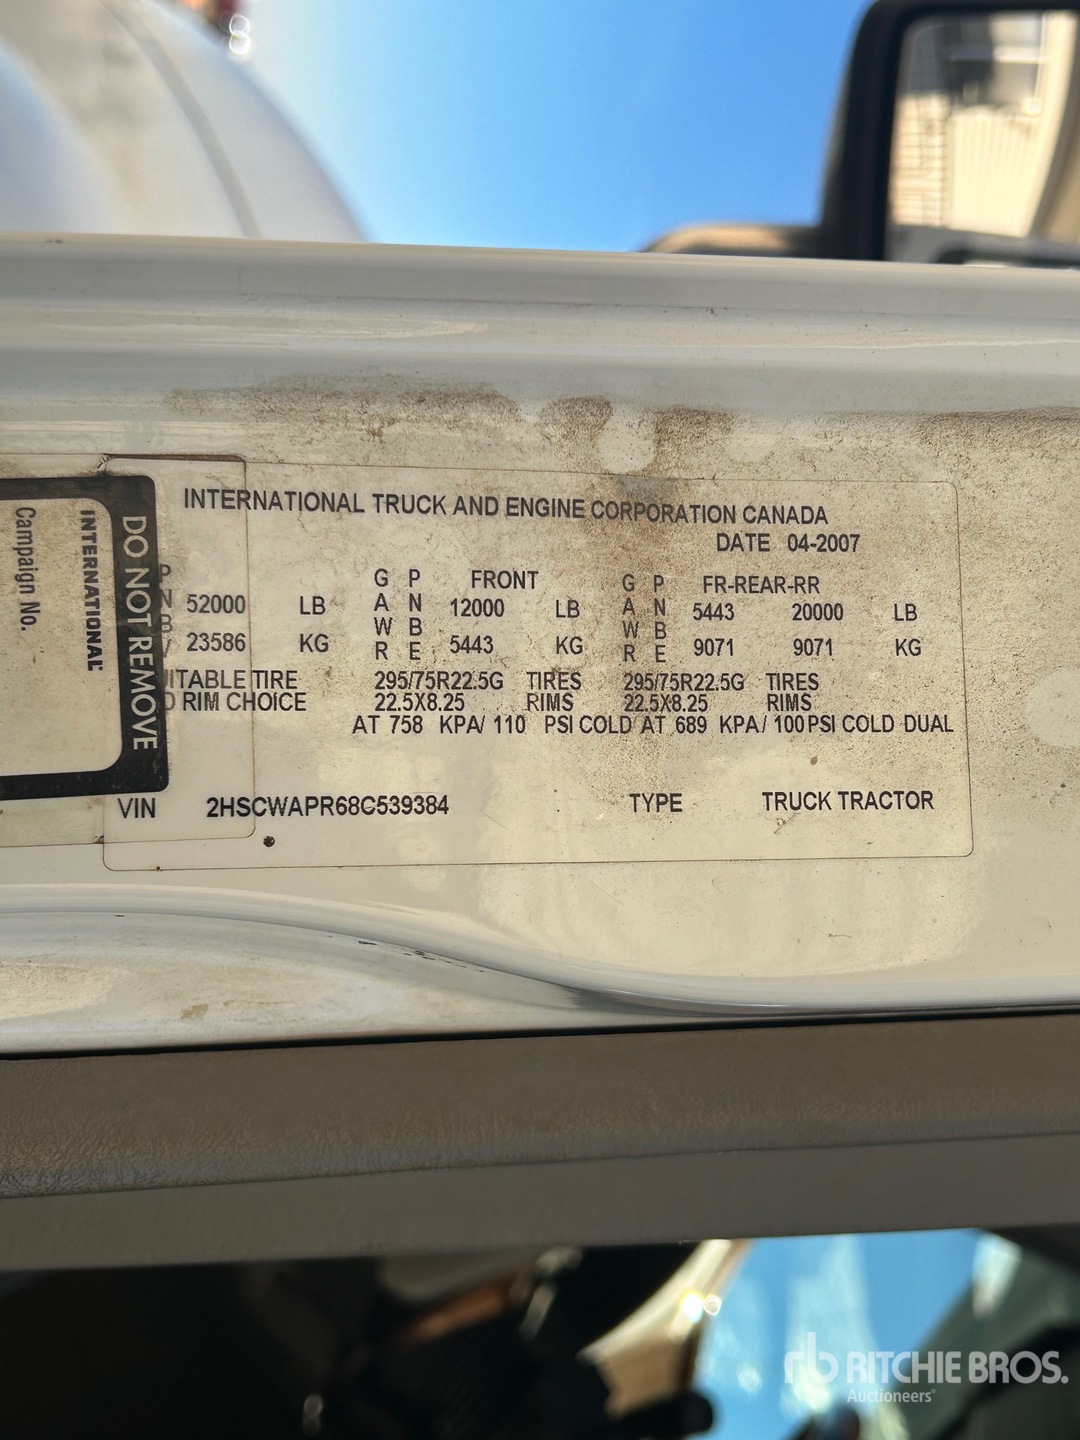 INTERNATIONAL TRUCK AND ENGINE CORPORATION CANADA
DATE 04-2007
G P FRONT G P FR-REAR-RR
52000 LB A N 12000 LB A N 5443 20000 LB
W B W B
23586 KG R E 5443 KG R E 9071 9071 KG
ITABLE TIRE 295/75R22.5G TIRES 295/75R22.5G TIRES
RIM CHOICE 22.5X8.25 RIMS 22.5X8.25 RIMS
AT 758 KPA/ 110 PSI COLD AT 689 KPA/ 100 PSI COLD DUAL
VIN 2HSCWAPR68C539384 TYPE TRUCK TRACTOR
DO NOT REMOVE
INTERNATIONAL
Campaign No.
rb RITCHIE BROS.
Auctioneers